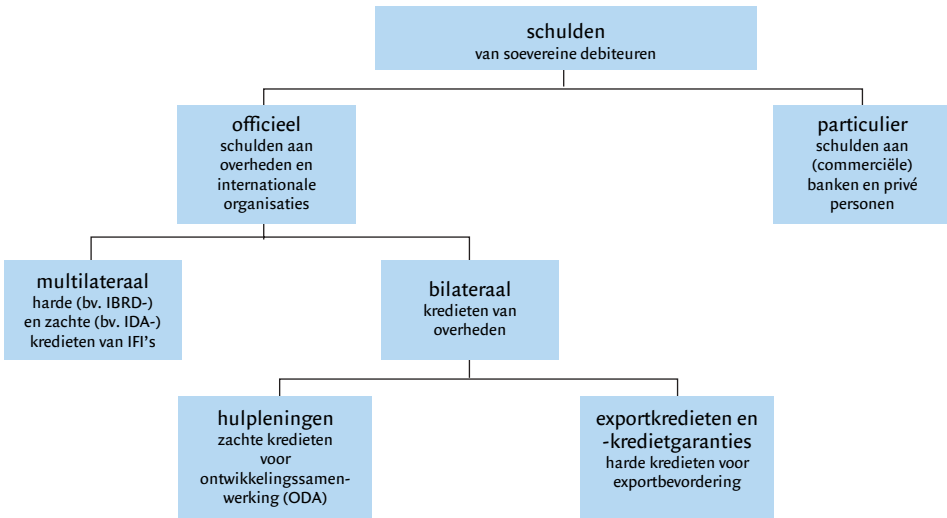 schulden
van soevereine debiteuren
officieel
schulden aan
overheden en
internationale
organisaties
particulier
schulden aan
(commerciële)
banken en privé
personen
multilateraal
harde (bv. IBRD-)
en zachte (bv. IDA-)
kredieten van IFI's
bilateraal
kredieten van
overheden
hulpleningen
zachte kredieten
voor
ontwikkelingssamen-
werking (ODA)
exportkredieten en
-kredietgaranties
harde kredieten voor
exportbevordering